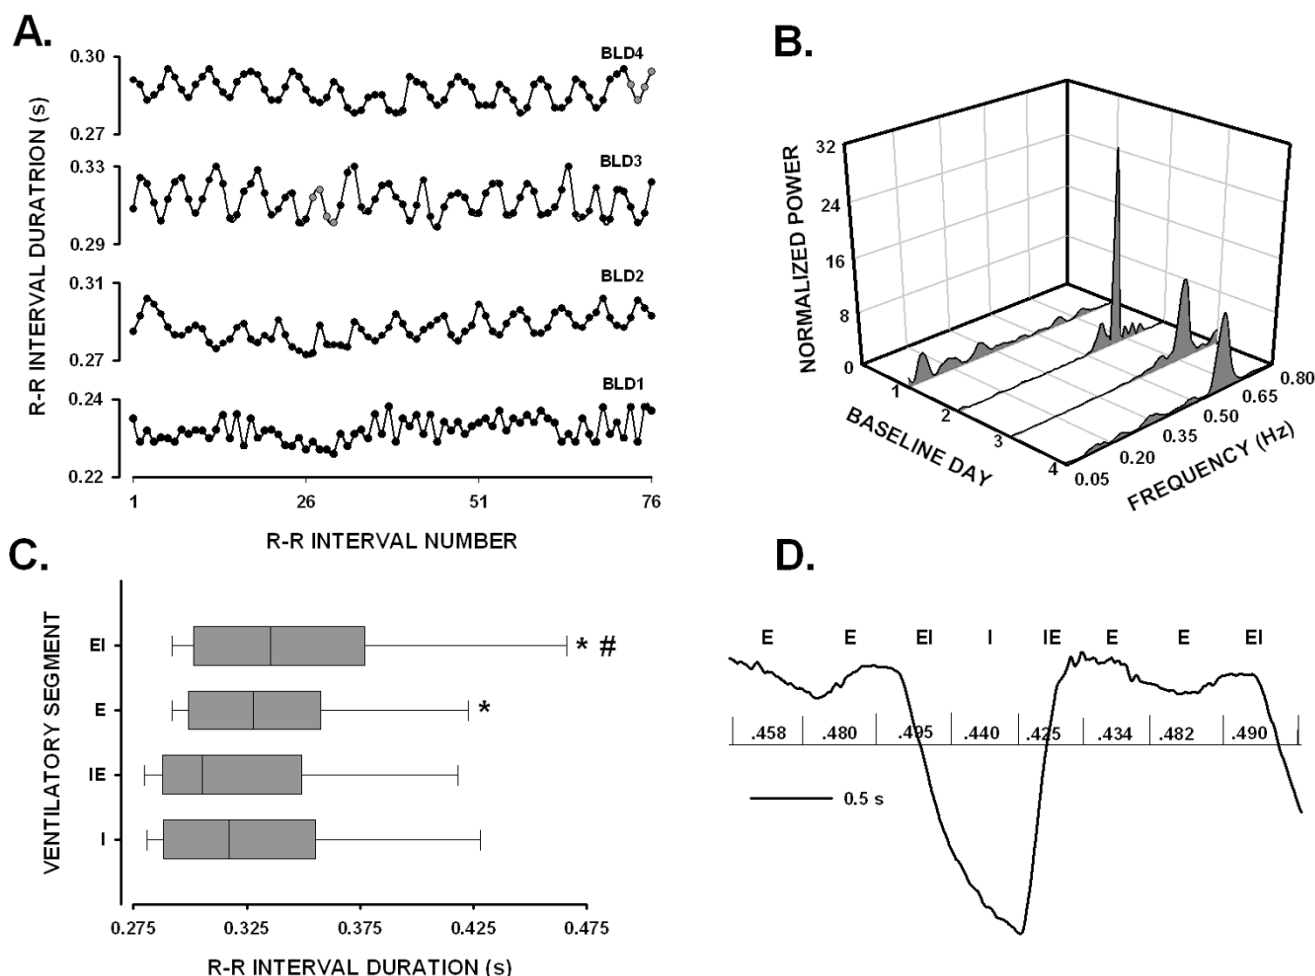 A.
R-R INTERVAL DURATRION (s)
0.30
BLD4
0.27
0.33
BLD3
0.29
0.31
BLD2
0.27
0.24
BLD1
0.22
1 26 51 76
R-R INTERVAL NUMBER
B.
NORMALIZED POWER
32
24
16
8
0
1
2
3
4
BASELINE DAY
0.05
0.20
0.35
0.50
0.65
0.80
FREQUENCY (Hz)
C.
VENTILATORY SEGMENT
EI * #
E *
IE
I
0.275 0.325 0.375 0.425 0.475
R-R INTERVAL DURATION (s)
D.
E E EI I IE E E EI
.458 .480 .495 .440 .425 .434 .482 .490
0.5 s